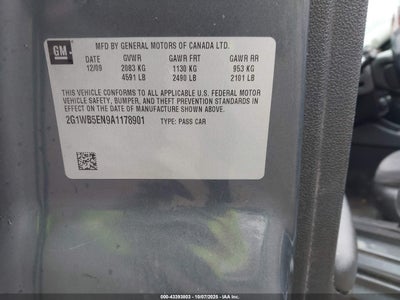 GM
MFD BY GENERAL MOTORS OF CANADA LTD.
DATE GVWR GAWR FRT GAWR RR
12/09 2083 KG 1130 KG 953 KG
4591 LB 2490 LB 2101 LB
THIS VEHICLE CONFORMS TO ALL APPLICABLE U.S. FEDERAL MOTOR
VEHICLE SAFETY, BUMPER, AND THEFT PREVENTION STANDARDS IN
EFFECT ON THE DATE OF MANUFACTURE SHOWN ABOVE.
2G1WB5EN9A1178901 TYPE: PASS CAR
000-43393803 - 10/07/2025 - IAA Inc.